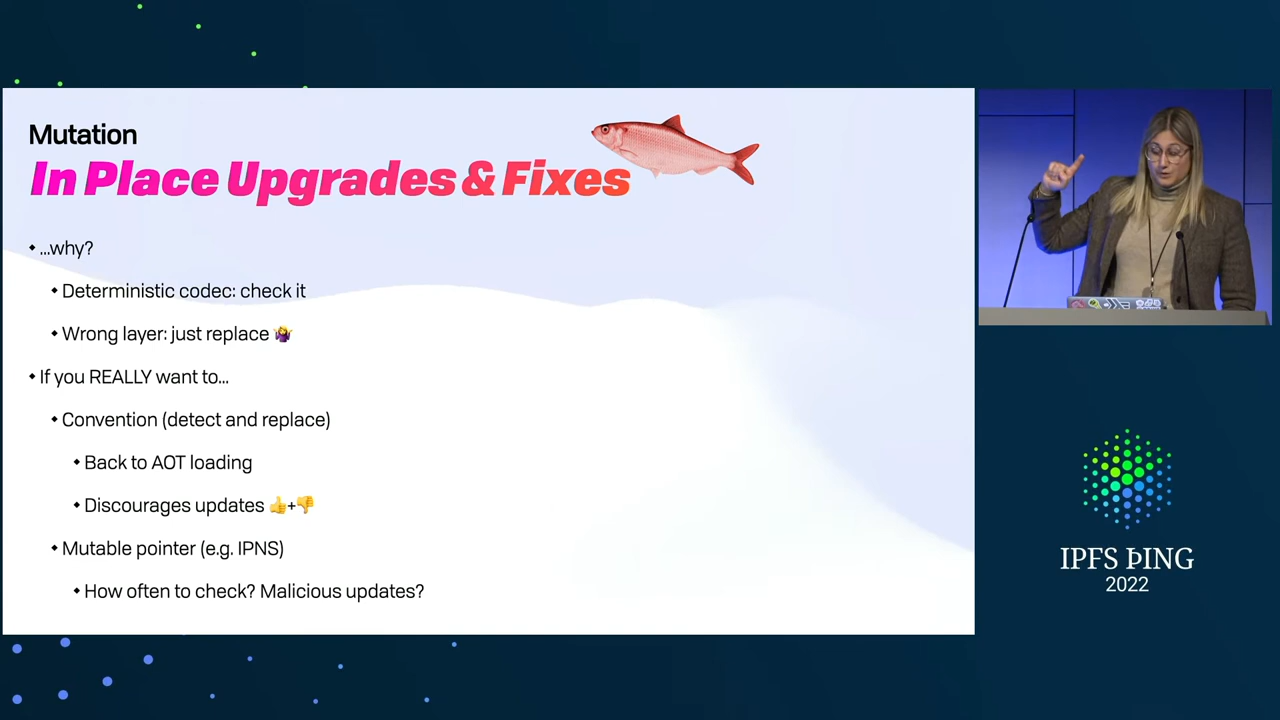 Mutation
In Place Upgrades & Fixes
...why?
Deterministic codec: check it
Wrong layer: just replace 🤷‍♀️
If you REALLY want to...
Convention (detect and replace)
Back to AOT loading
Discourages updates 👍+👎
Mutable pointer (e.g. IPNS)
How often to check? Malicious updates?
IPFS ÞING
2022